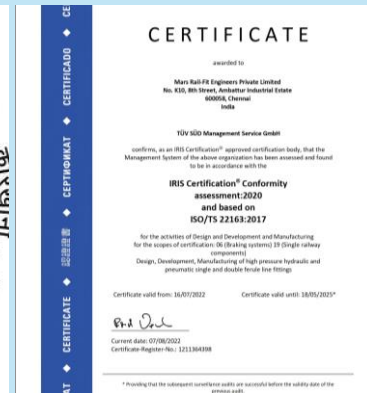 CERTIFICATE
awarded to
Mars Rail-Fit Engineers Private Limited
No. K10, 8th Street, Ambattur Industrial Estate
600058, Chennai
India
TÜV SÜD Management Service GmbH
confirms, as an IRIS Certification® approved certification body, that the
Management System of the above organization has been assessed and found
to be in accordance with the
IRIS Certification® Conformity
assessment:2020
and based on
ISO/TS 22163:2017
for the activities of Design and Development and Manufacturing
for the scopes of certification: 06 (Braking systems) 19 (Single railway
components)
Design, Development, Manufacturing of high pressure hydraulic and
pneumatic single and double ferule line fittings
Certificate valid from: 16/07/2022
Certificate valid until: 18/05/2025*
Current date: 07/08/2022
Certificate-Register-No.: 1211364398
* Providing that the subsequent surveillance audits are successful before the validity date of the
previous audit.
CERTIFICATE ◆ 認證證書 ◆ СЕРТИФИКАТ ◆ CERTIFICADO ◆ CE